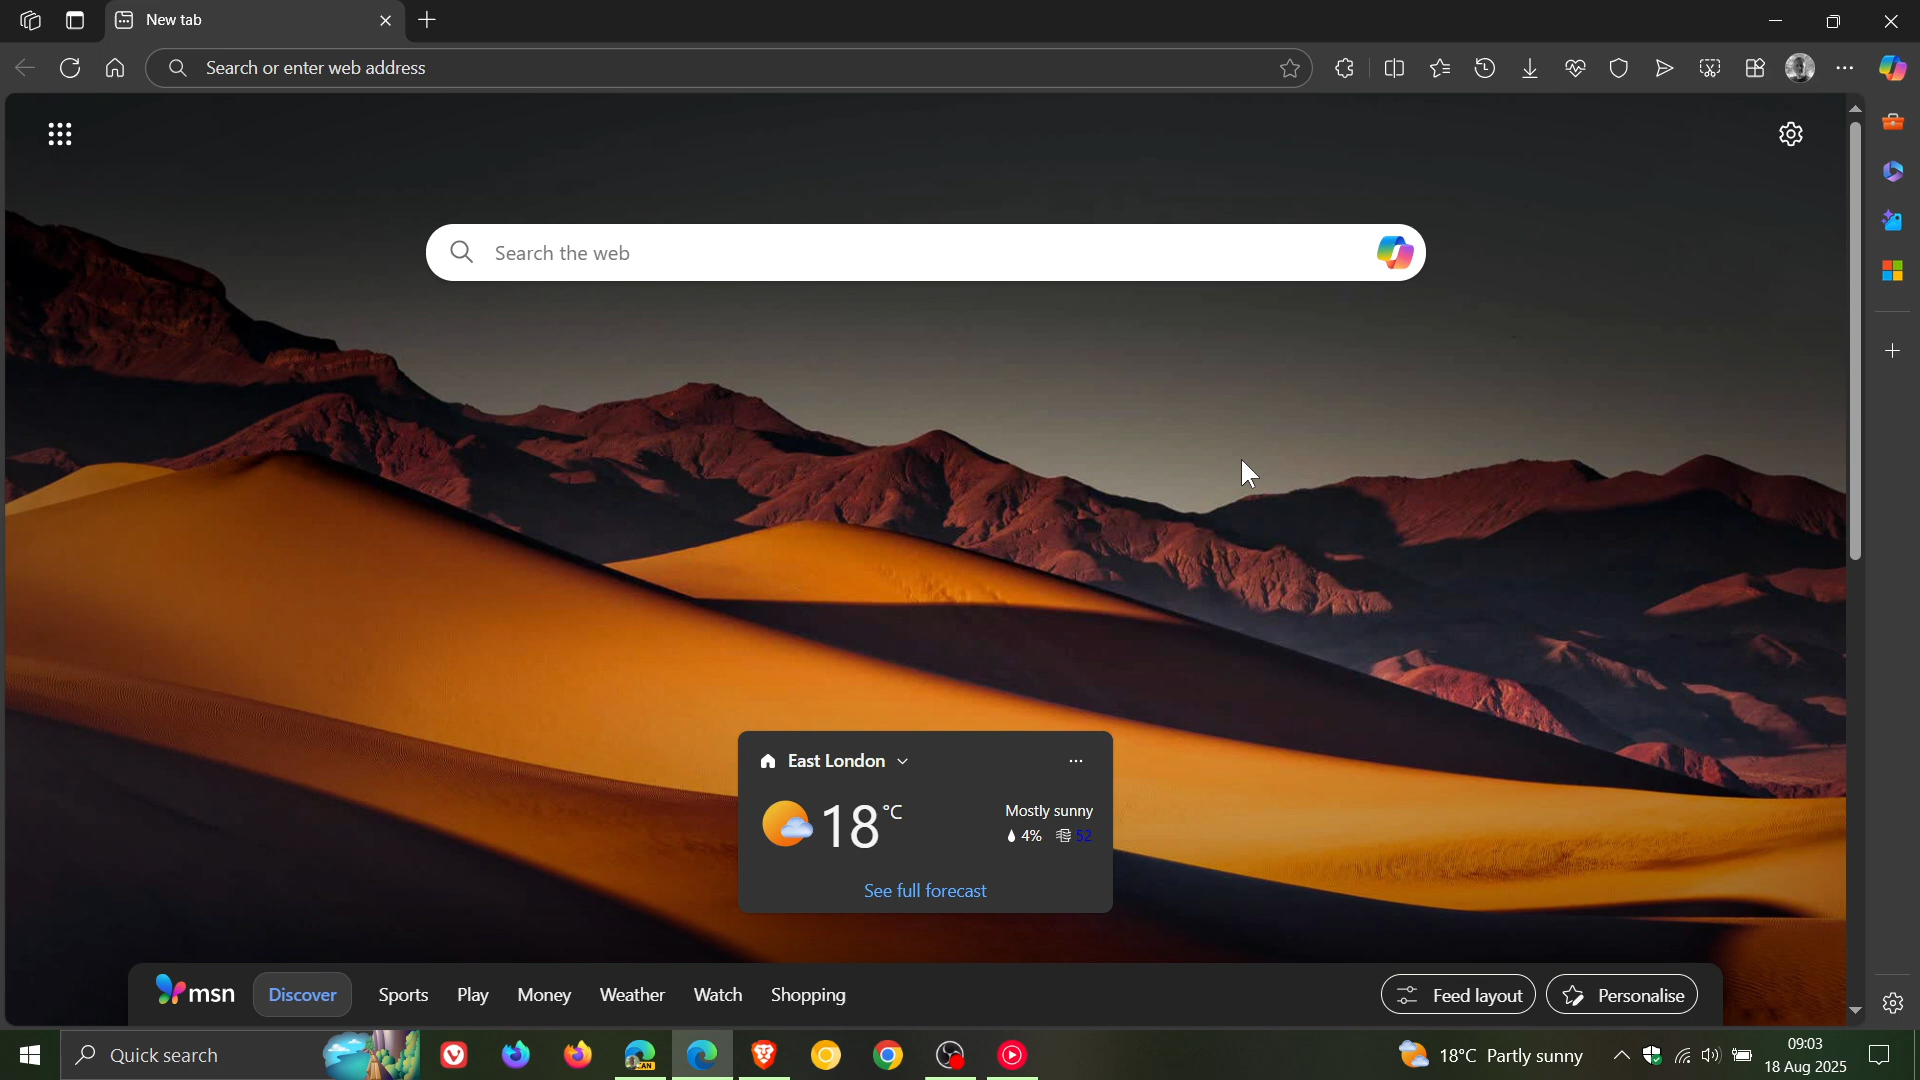 New tab
Search or enter web address
Search the web
East London
18 °C
Mostly sunny
4% 52
See full forecast
msn Discover Sports Play Money Weather Watch Shopping Feed layout Personalise
Quick search
CAN
18°C Partly sunny
09:03
18 Aug 2025